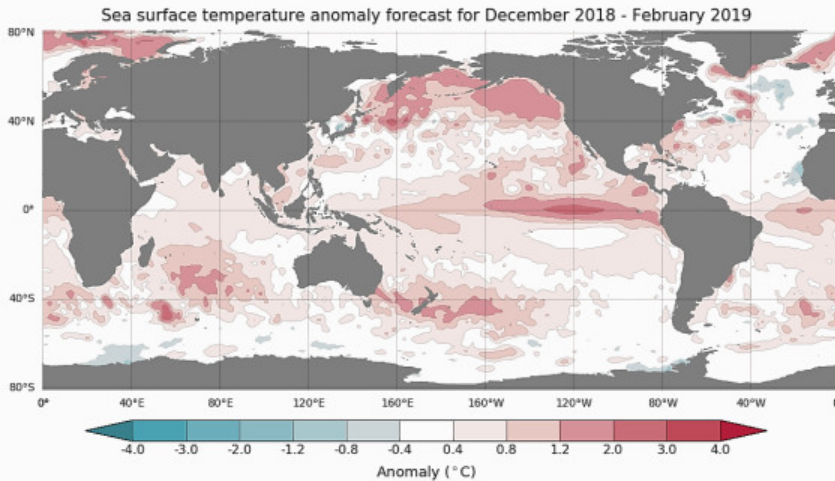 Sea surface temperature anomaly forecast for December 2018 - February 2019
80°N
40°N
0°
40°S
80°S
0° 40°E 80°E 120°E 160°E 160°W 120°W 80°W 40°W 0°
-4.0 -3.0 -2.0 -1.2 -0.8 -0.4 0.4 0.8 1.2 2.0 3.0 4.0
Anomaly (°C)